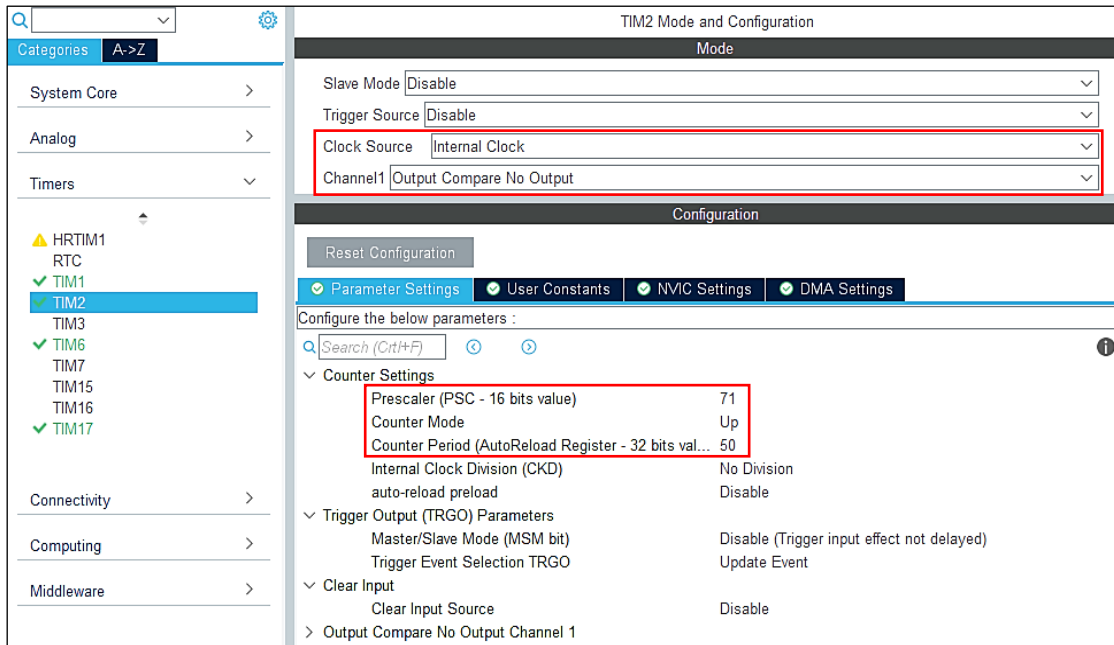 Categories
A->Z
System Core
Analog
Timers
HRTIM1
RTC
TIM1
TIM2
TIM3
TIM6
TIM7
TIM15
TIM16
TIM17
Connectivity
Computing
Middleware
TIM2 Mode and Configuration
Mode
Slave Mode Disable
Trigger Source Disable
Clock Source Internal Clock
Channel1 Output Compare No Output
Configuration
Reset Configuration
Parameter Settings
User Constants
NVIC Settings
DMA Settings
Configure the below parameters :
Search (Crtl+F)
Counter Settings
Prescaler (PSC - 16 bits value) 71
Counter Mode Up
Counter Period (AutoReload Register - 32 bits val... 50
Internal Clock Division (CKD) No Division
auto-reload preload Disable
Trigger Output (TRGO) Parameters
Master/Slave Mode (MSM bit) Disable (Trigger input effect not delayed)
Trigger Event Selection TRGO Update Event
Clear Input
Clear Input Source Disable
Output Compare No Output Channel 1